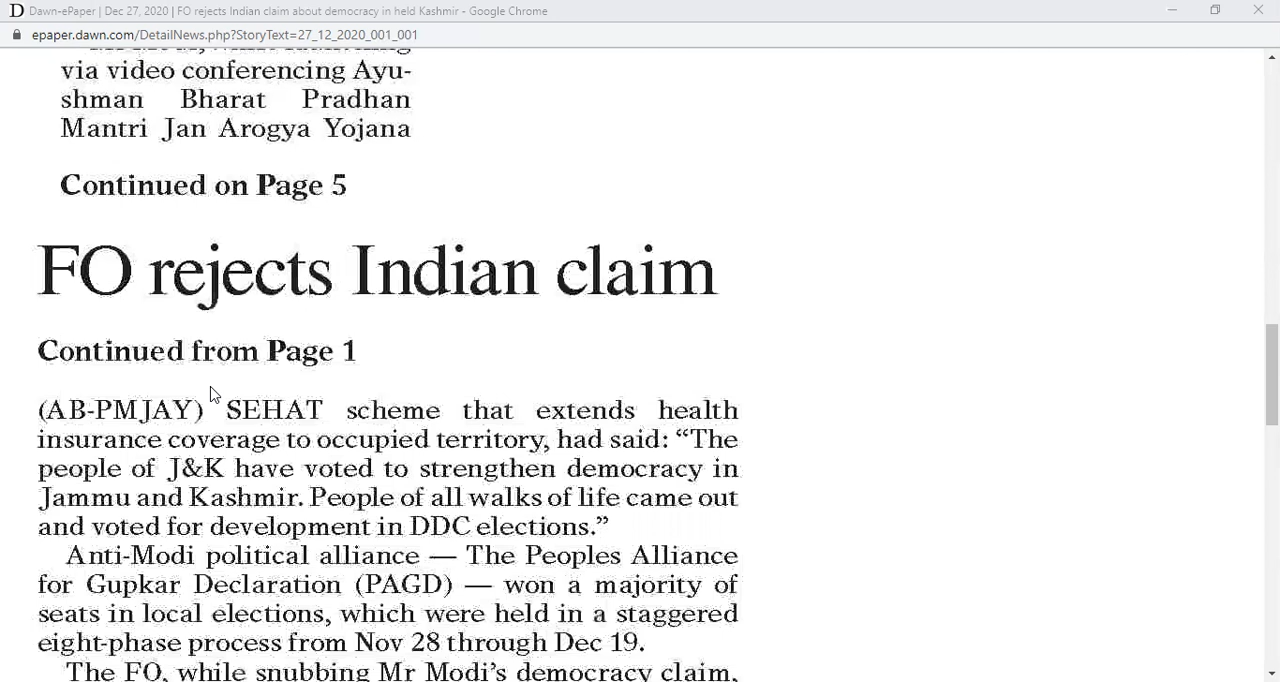 D Dawn-ePaper | Dec 27, 2020 | FO rejects Indian claim about democracy in held Kashmir - Google Chrome
epaper.dawn.com/DetailNews.php?StoryText=27_12_2020_001_001
via video conferencing Ayu-
shman Bharat Pradhan
Mantri Jan Arogya Yojana
Continued on Page 5
FO rejects Indian claim
Continued from Page 1
(AB-PMJAY) SEHAT scheme that extends health
insurance coverage to occupied territory, had said: “The
people of J&K have voted to strengthen democracy in
Jammu and Kashmir. People of all walks of life came out
and voted for development in DDC elections.”
Anti-Modi political alliance — The Peoples Alliance
for Gupkar Declaration (PAGD) — won a majority of
seats in local elections, which were held in a staggered
eight-phase process from Nov 28 through Dec 19.
The FO, while snubbing Mr Modi’s democracy claim,